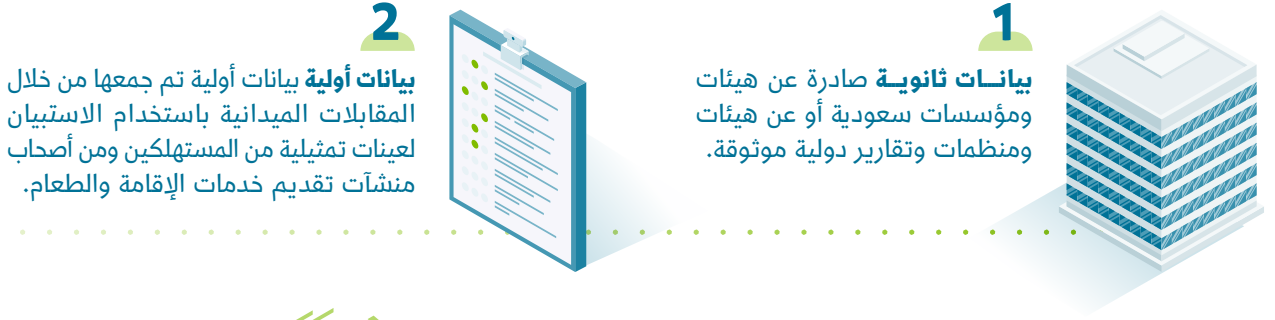 1
بيانــات ثانويــة صادرة عن هيئات
ومؤسسات سعودية أو عن هيئات
ومنظمات وتقارير دولية موثوقة.
2
بيانات أولية بيانات أولية تم جمعها من خلال
المقابلات الميدانية باستخدام الاستبيان
لعينات تمثيلية من المستهلكين ومن أصحاب
منشآت تقديم خدمات الإقامة والطعام.